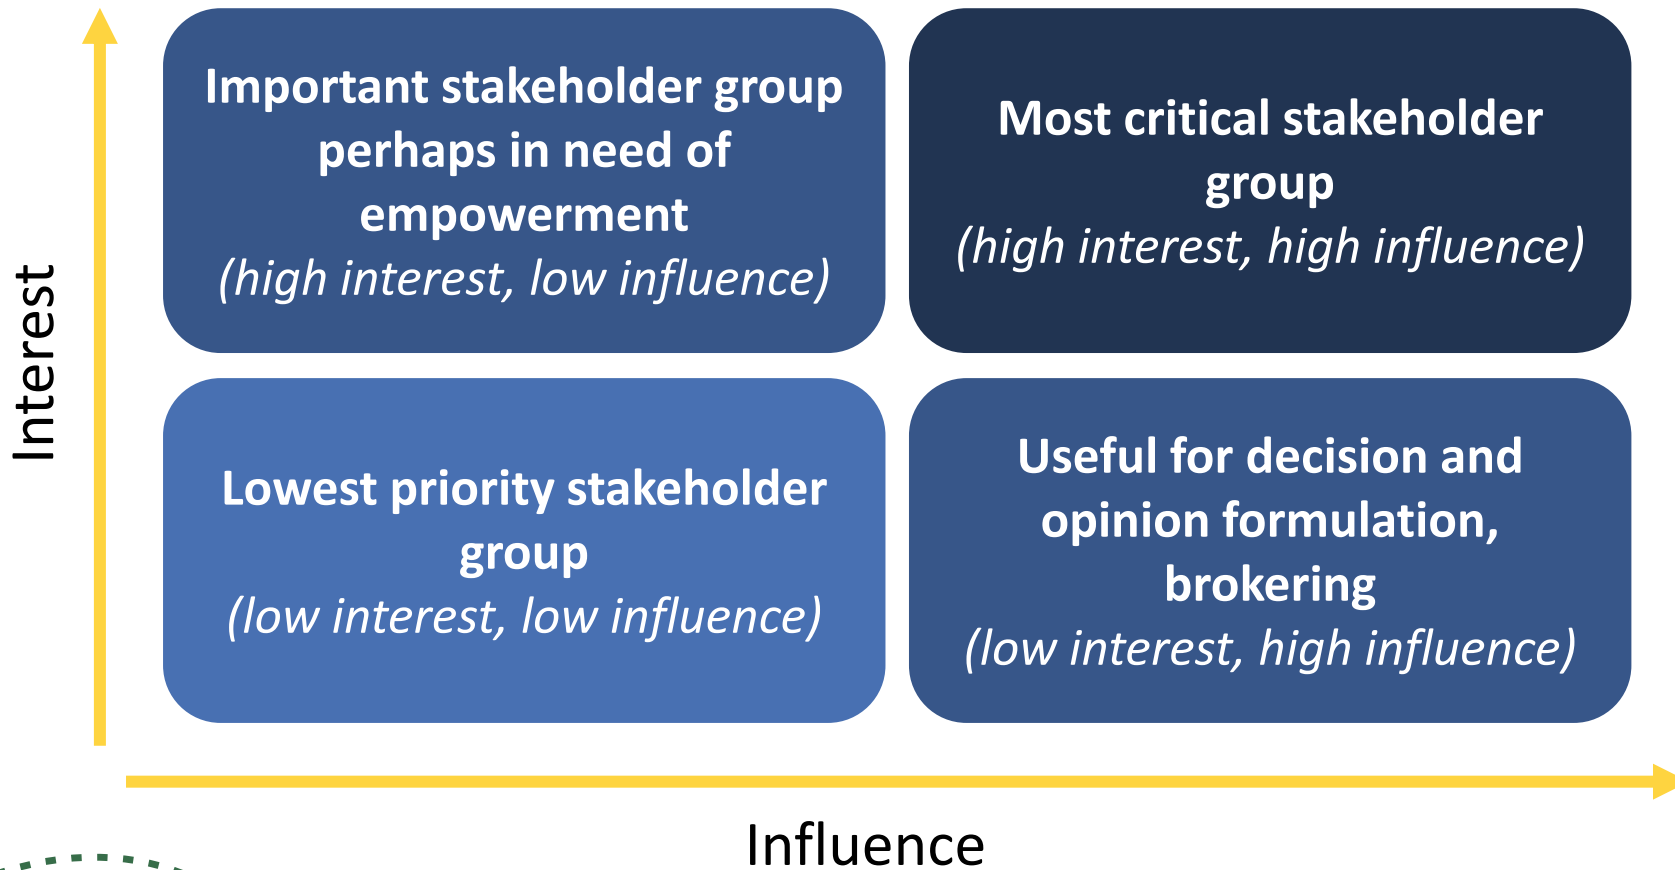 Important stakeholder group
perhaps in need of
empowerment
(high interest, low influence)
Most critical stakeholder
group
(high interest, high influence)
Interest
Lowest priority stakeholder
group
(low interest, low influence)
Useful for decision and
opinion formulation,
brokering
(low interest, high influence)
Influence